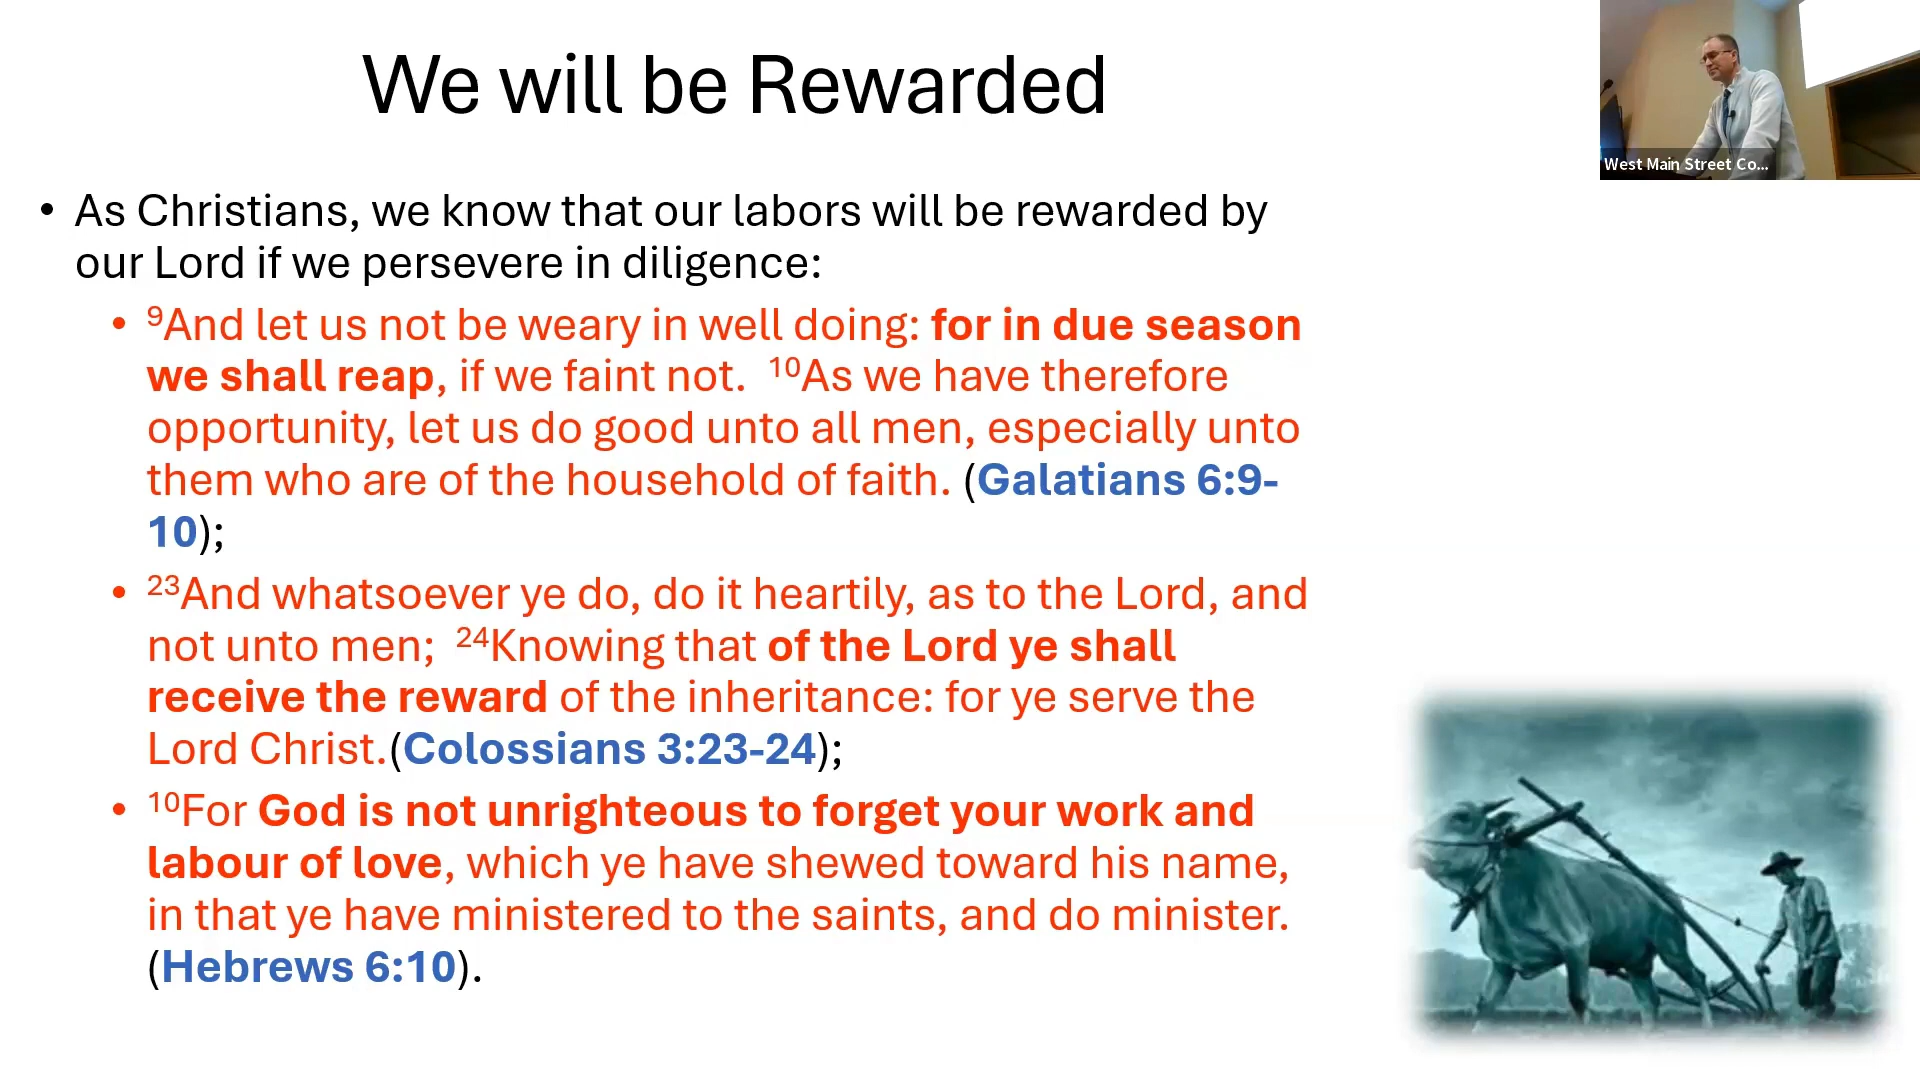 We will be Rewarded
West Main Street Co...
• As Christians, we know that our labors will be rewarded by
our Lord if we persevere in diligence:
• ⁹And let us not be weary in well doing: for in due season
we shall reap, if we faint not. ¹⁰As we have therefore
opportunity, let us do good unto all men, especially unto
them who are of the household of faith. (Galatians 6:9-
10);
• ²³And whatsoever ye do, do it heartily, as to the Lord, and
not unto men; ²⁴Knowing that of the Lord ye shall
receive the reward of the inheritance: for ye serve the
Lord Christ.(Colossians 3:23-24);
• ¹⁰For God is not unrighteous to forget your work and
labour of love, which ye have shewed toward his name,
in that ye have ministered to the saints, and do minister.
(Hebrews 6:10).